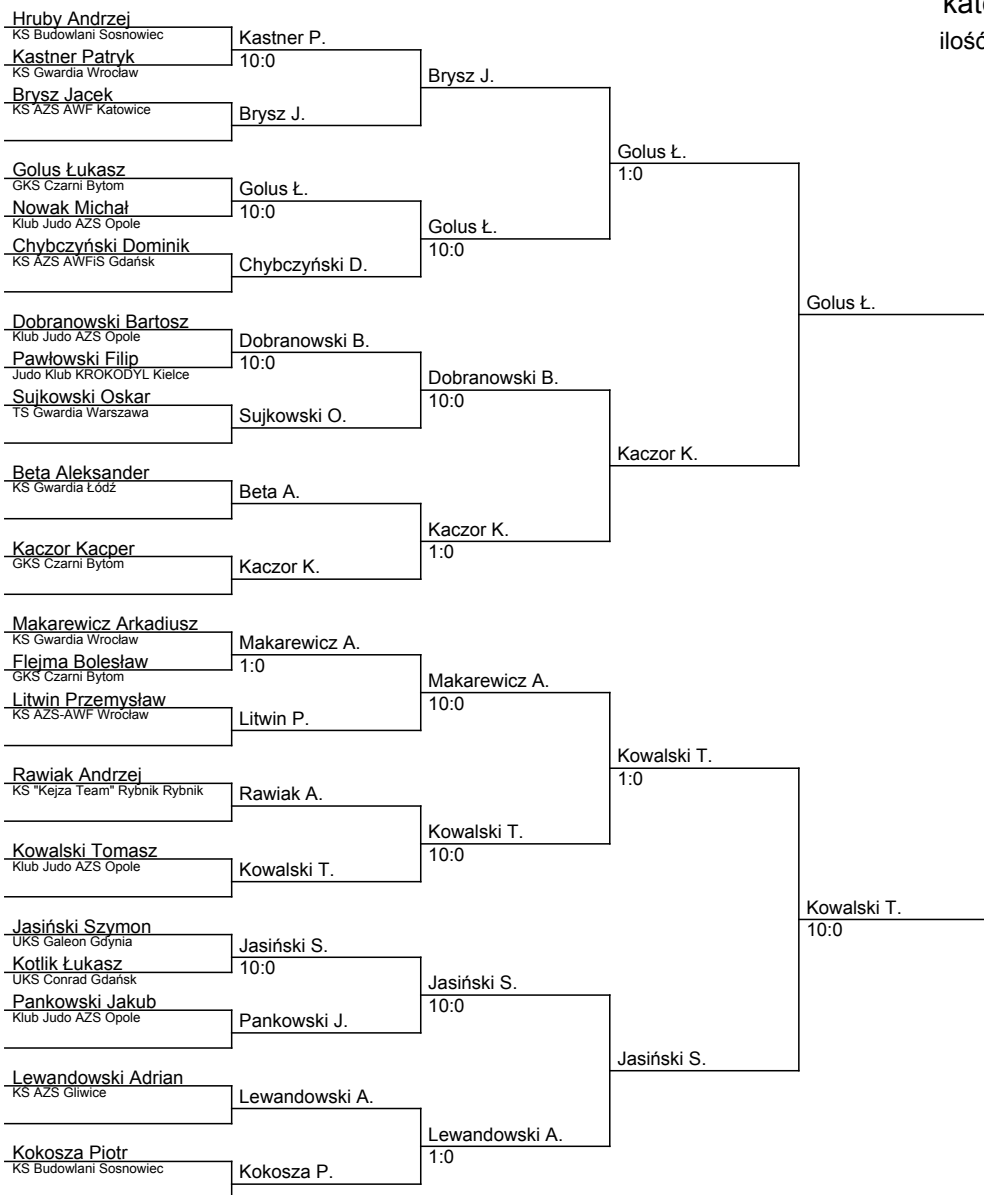 kat
ilość
Hruby Andrzej
KS Budowlani Sosnowiec
Kastner Patryk
KS Gwardia Wrocław
Brysz Jacek
KS AZS AWF Katowice
Golus Łukasz
GKS Czarni Bytom
Nowak Michał
Klub Judo AZS Opole
Chybczyński Dominik
KS AZS AWFiS Gdańsk
Dobranowski Bartosz
Klub Judo AZS Opole
Pawłowski Filip
Judo Klub KROKODYL Kielce
Sujkowski Oskar
TS Gwardia Warszawa
Beta Aleksander
KS Gwardia Łódź
Kaczor Kacper
GKS Czarni Bytom
Makarewicz Arkadiusz
KS Gwardia Wrocław
Flejma Bolesław
GKS Czarni Bytom
Litwin Przemysław
KS AZS-AWF Wrocław
Rawiak Andrzej
KS "Kejza Team" Rybnik Rybnik
Kowalski Tomasz
Klub Judo AZS Opole
Jasiński Szymon
UKS Galeon Gdynia
Kotlik Łukasz
UKS Conrad Gdańsk
Pankowski Jakub
Klub Judo AZS Opole
Lewandowski Adrian
KS AZS Gliwice
Kokosza Piotr
KS Budowlani Sosnowiec
Kastner P.
10:0
Brysz J.
Golus Ł.
10:0
Chybczyński D.
Dobranowski B.
10:0
Sujkowski O.
Beta A.
Kaczor K.
Makarewicz A.
1:0
Litwin P.
Rawiak A.
Kowalski T.
Jasiński S.
10:0
Pankowski J.
Lewandowski A.
Kokosza P.
Brysz J.
Golus Ł.
10:0
Dobranowski B.
10:0
Kaczor K.
1:0
Makarewicz A.
10:0
Kowalski T.
10:0
Jasiński S.
10:0
Lewandowski A.
1:0
Golus Ł.
1:0
Kaczor K.
Kowalski T.
1:0
Jasiński S.
Golus Ł.
Kowalski T.
10:0